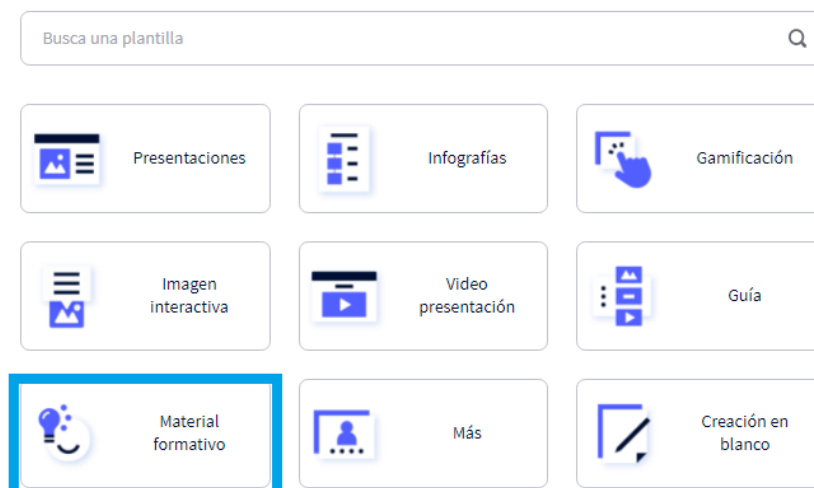 Busca una plantilla
Presentaciones
Infografías
Gamificación
Imagen
interactiva
Video
presentación
Guía
Material
formativo
Más
Creación en
blanco